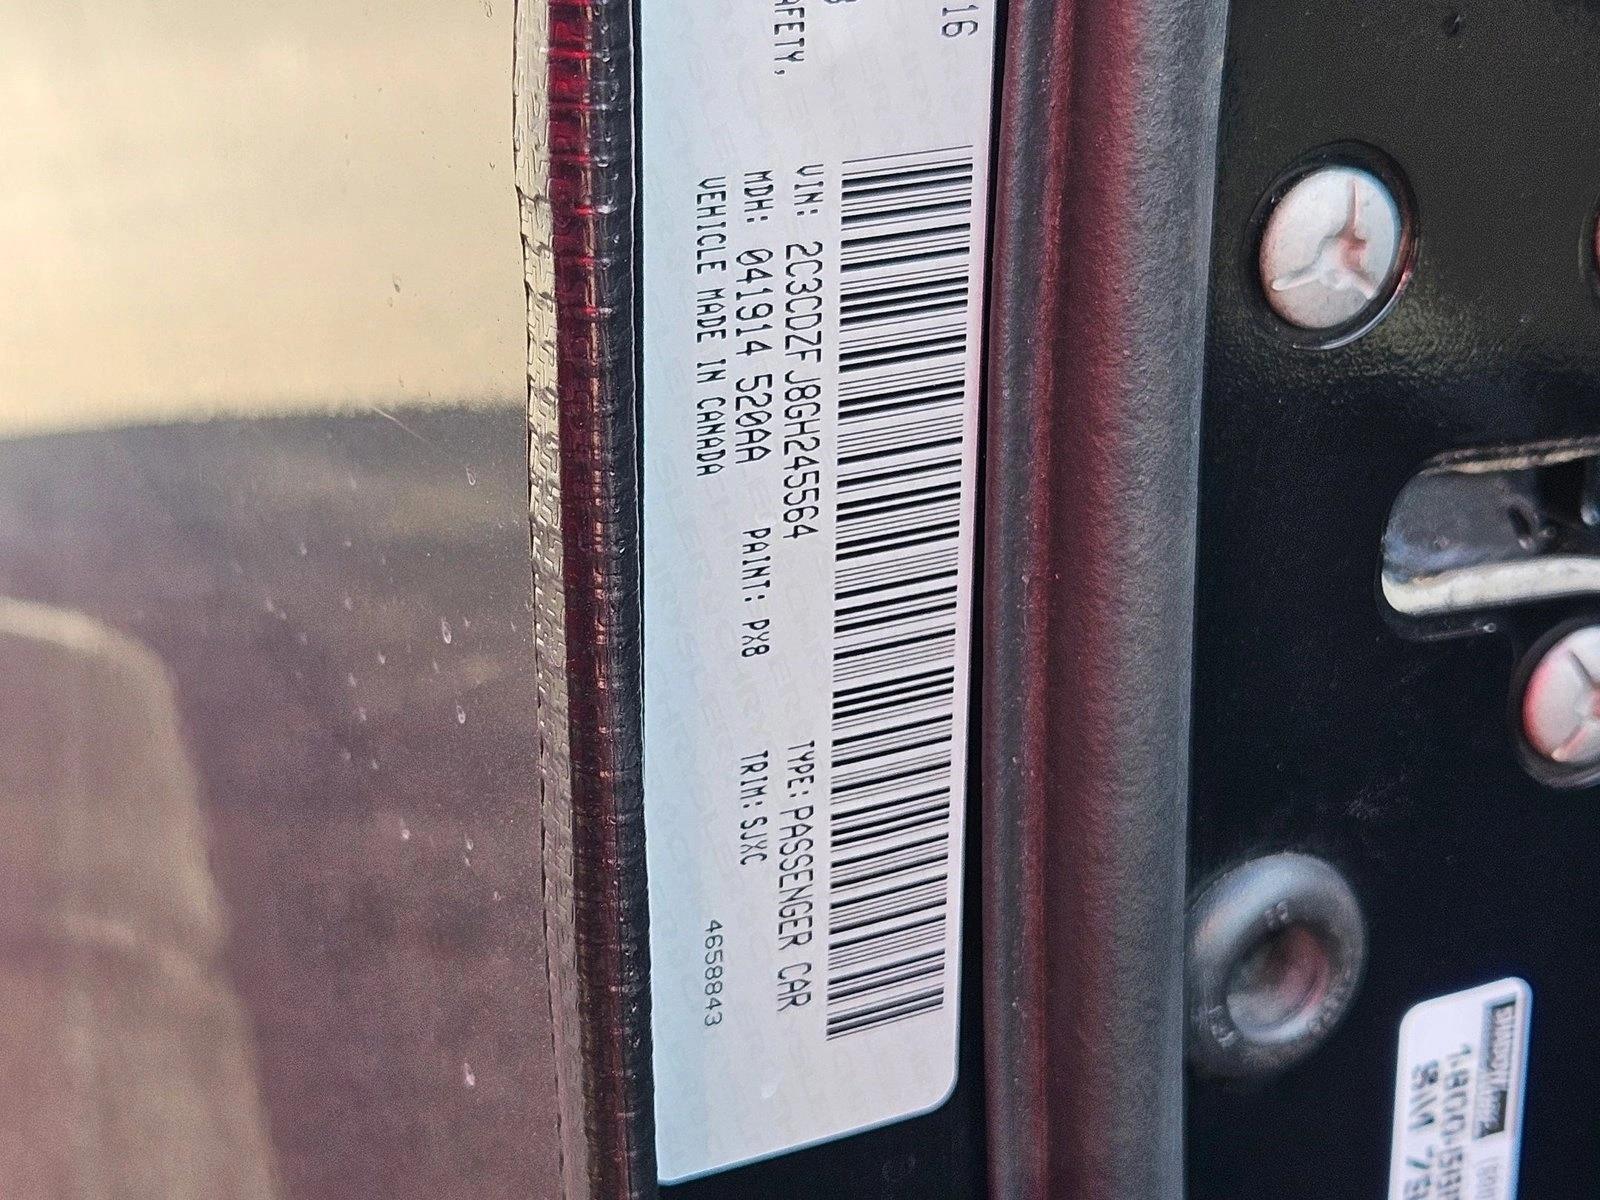 16
AFETY,
VIN: 2C3CDZFJ8GH245564 TYPE: PASSENGER CAR
MDH: 041914 520AA PAINT: PX8 TRIM: SJXC
VEHICLE MADE IN CANADA 4658843